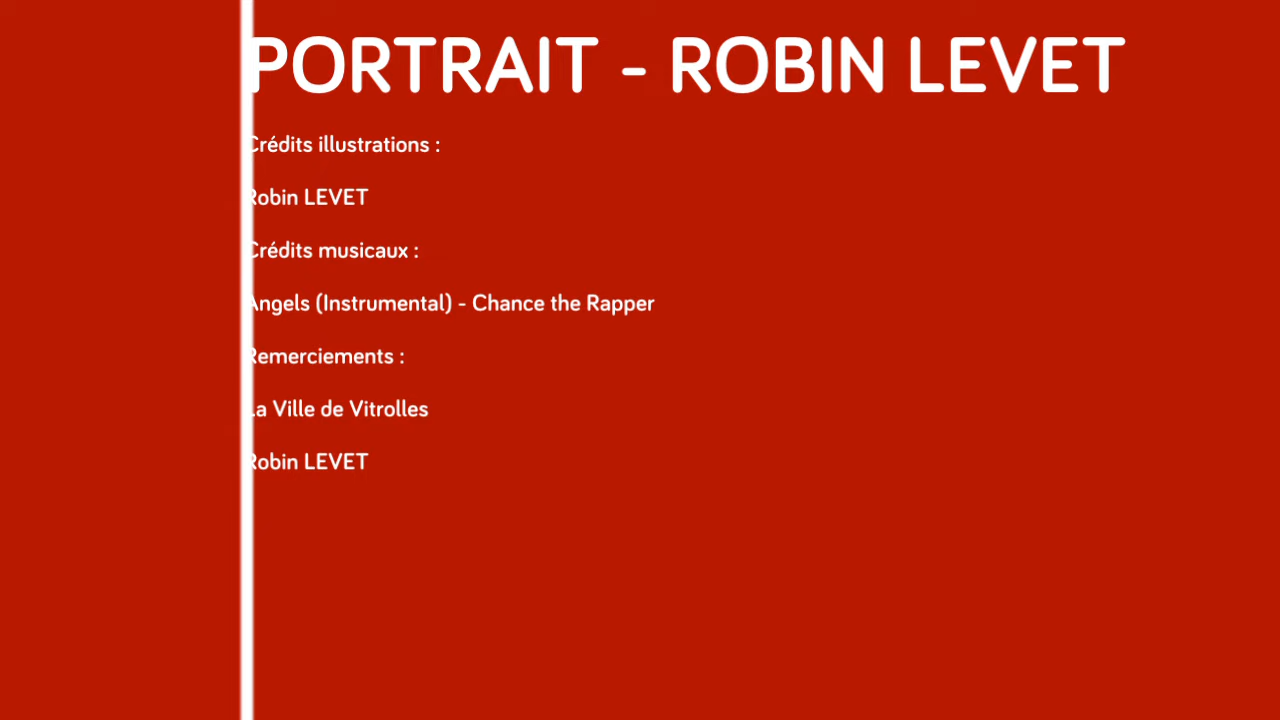 PORTRAIT - ROBIN LEVET
Crédits illustrations :
Robin LEVET
Crédits musicaux :
Angels (Instrumental) - Chance the Rapper
Remerciements :
La Ville de Vitrolles
Robin LEVET